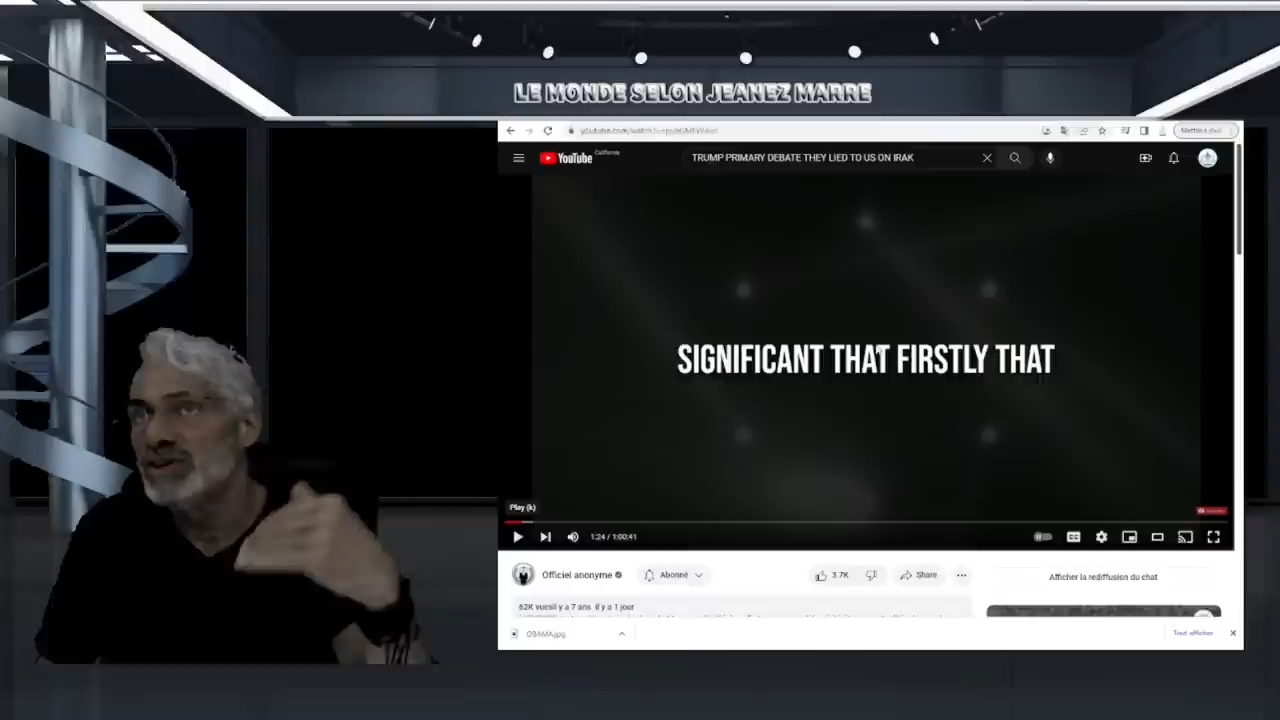 LE MONDE SELON JEANEZ MARRE
YouTube
California
TRUMP PRIMARY DEBATE THEY LIED TO US ON IRAK
SIGNIFICANT THAT FIRSTLY THAT
Play (k)
1:24 / 1:00:41
Officiel anonyme
Abonné
3.7K
Share
Afficher la rediffusion du chat
62K vuesil y a 7 ans il y a 1 jour
OBAMA.jpg
Tout afficher